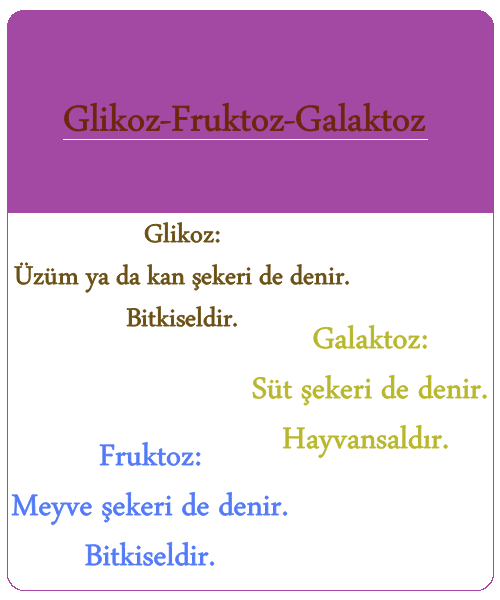 Glikoz-Fruktoz-Galaktoz
Glikoz:
Üzüm ya da kan şekeri de denir.
Bitkiseldir.
Galaktoz:
Süt şekeri de denir.
Hayvansaldır.
Fruktoz:
Meyve şekeri de denir.
Bitkiseldir.